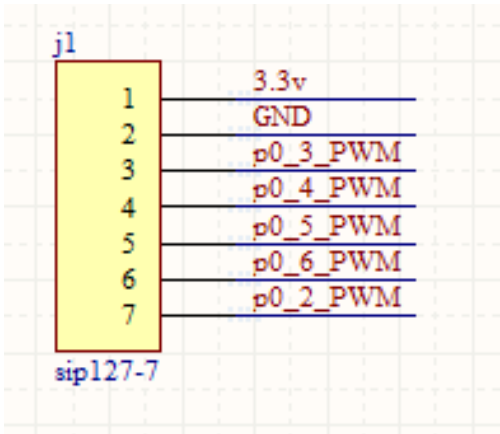 j1
1 3.3v
2 GND
3 p0_3_PWM
4 p0_4_PWM
5 p0_5_PWM
6 p0_6_PWM
7 p0_2_PWM
sip127-7